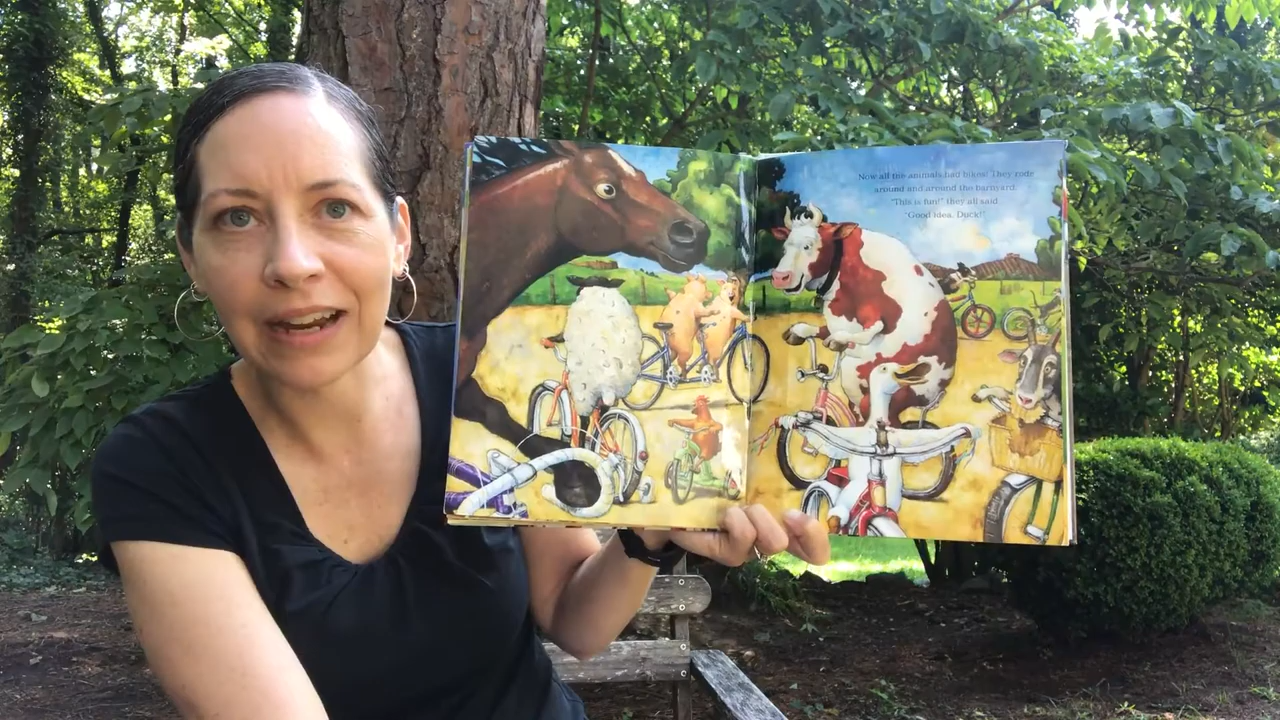 Now all the animals had bikes! They rode
around and around the barnyard.
"This is fun!" they all said.
"Good idea, Duck!"